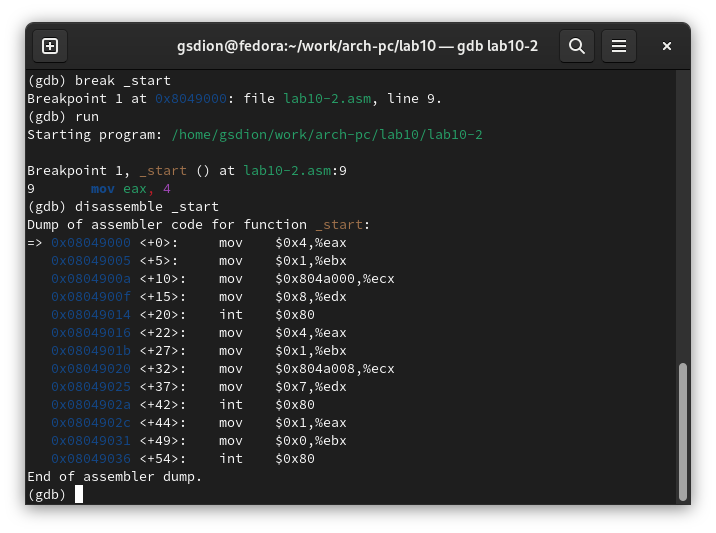 gsdion@fedora:~/work/arch-pc/lab10 — gdb lab10-2
(gdb) break _start
Breakpoint 1 at 0x8049000: file lab10-2.asm, line 9.
(gdb) run
Starting program: /home/gsdion/work/arch-pc/lab10/lab10-2
Breakpoint 1, _start () at lab10-2.asm:9
9       mov eax, 4
(gdb) disassemble _start
Dump of assembler code for function _start:
=> 0x08049000 <+0>:     mov    $0x4,%eax
   0x08049005 <+5>:     mov    $0x1,%ebx
   0x0804900a <+10>:    mov    $0x804a000,%ecx
   0x0804900f <+15>:    mov    $0x8,%edx
   0x08049014 <+20>:    int    $0x80
   0x08049016 <+22>:    mov    $0x4,%eax
   0x0804901b <+27>:    mov    $0x1,%ebx
   0x08049020 <+32>:    mov    $0x804a008,%ecx
   0x08049025 <+37>:    mov    $0x7,%edx
   0x0804902a <+42>:    int    $0x80
   0x0804902c <+44>:    mov    $0x1,%eax
   0x08049031 <+49>:    mov    $0x0,%ebx
   0x08049036 <+54>:    int    $0x80
End of assembler dump.
(gdb)